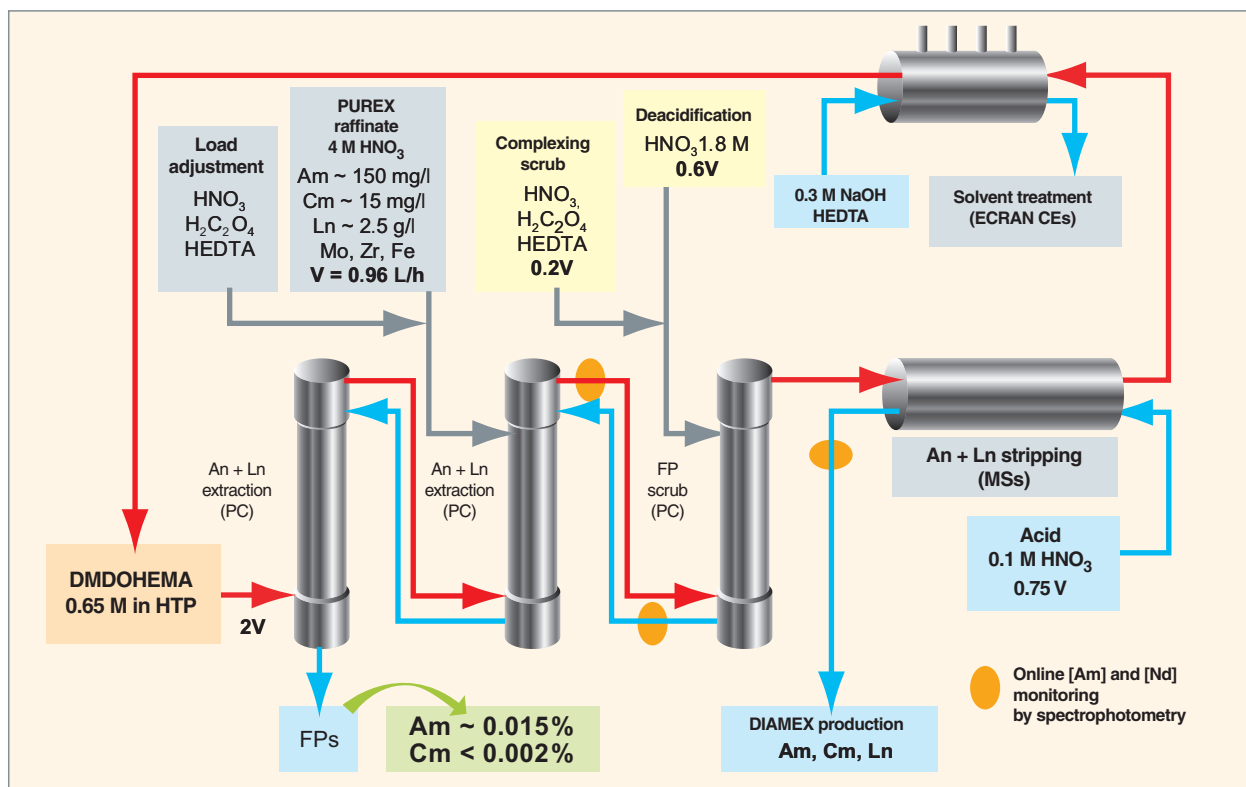 Load
adjustment
HNO₃
H₂C₂O₄
HEDTA
PUREX
raffinate
4 M HNO₃
Am ~ 150 mg/l
Cm ~ 15 mg/l
Ln ~ 2.5 g/l
Mo, Zr, Fe
V = 0.96 L/h
Complexing
scrub
HNO₃,
H₂C₂O₄
HEDTA
0.2V
Deacidification
HNO₃1.8 M
0.6V
0.3 M NaOH
HEDTA
Solvent treatment
(ECRAN CEs)
An + Ln
extraction
(PC)
An + Ln
extraction
(PC)
FP
scrub
(PC)
An + Ln stripping
(MSs)
Acid
0.1 M HNO₃
0.75 V
DMDOHEMA
0.65 M in HTP
2V
FPs
Am ~ 0.015%
Cm < 0.002%
DIAMEX production
Am, Cm, Ln
Online [Am] and [Nd]
monitoring
by spectrophotometry